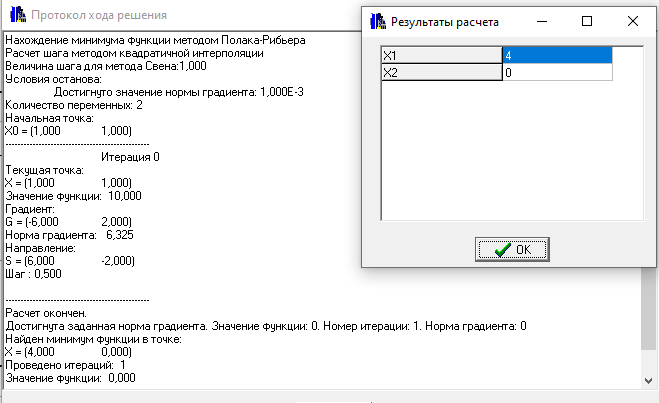 Протокол хода решения
Нахождение минимума функции методом Полака-Рибьера
Расчет шага методом квадратичной интерполяции
Величина шага для метода Свена:1,000
Условия останова:
Достигнуто значение нормы градиента: 1,000E-3
Количество переменных: 2
Начальная точка:
X0 = (1,000 1,000)
------------------------------------------------
Итерация 0
Текущая точка:
X = (1,000 1,000)
Значение функции: 10,000
Градиент:
G = (-6,000 2,000)
Норма градиента: 6,325
Направление:
S = (6,000 -2,000)
Шаг : 0,500
------------------------------------------------
Расчет окончен.
Достигнута заданная норма градиента. Значение функции: 0. Номер итерации: 1. Норма градиента: 0
Найден минимум функции в точке:
X = (4,000 0,000)
Проведено итераций: 1
Значение функции: 0,000
Результаты расчета
X1 4
X2 0
OK